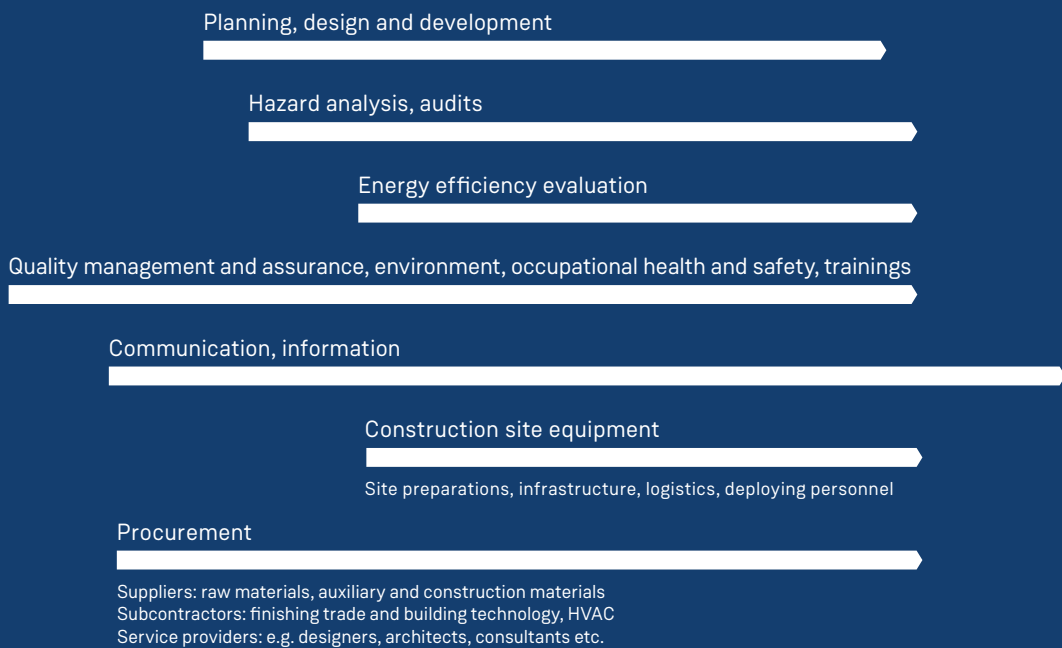 Planning, design and development
Hazard analysis, audits
Energy efficiency evaluation
Quality management and assurance, environment, occupational health and safety, trainings
Communication, information
Construction site equipment
Site preparations, infrastructure, logistics, deploying personnel
Procurement
Suppliers: raw materials, auxiliary and construction materials
Subcontractors: finishing trade and building technology, HVAC
Service providers: e.g. designers, architects, consultants etc.